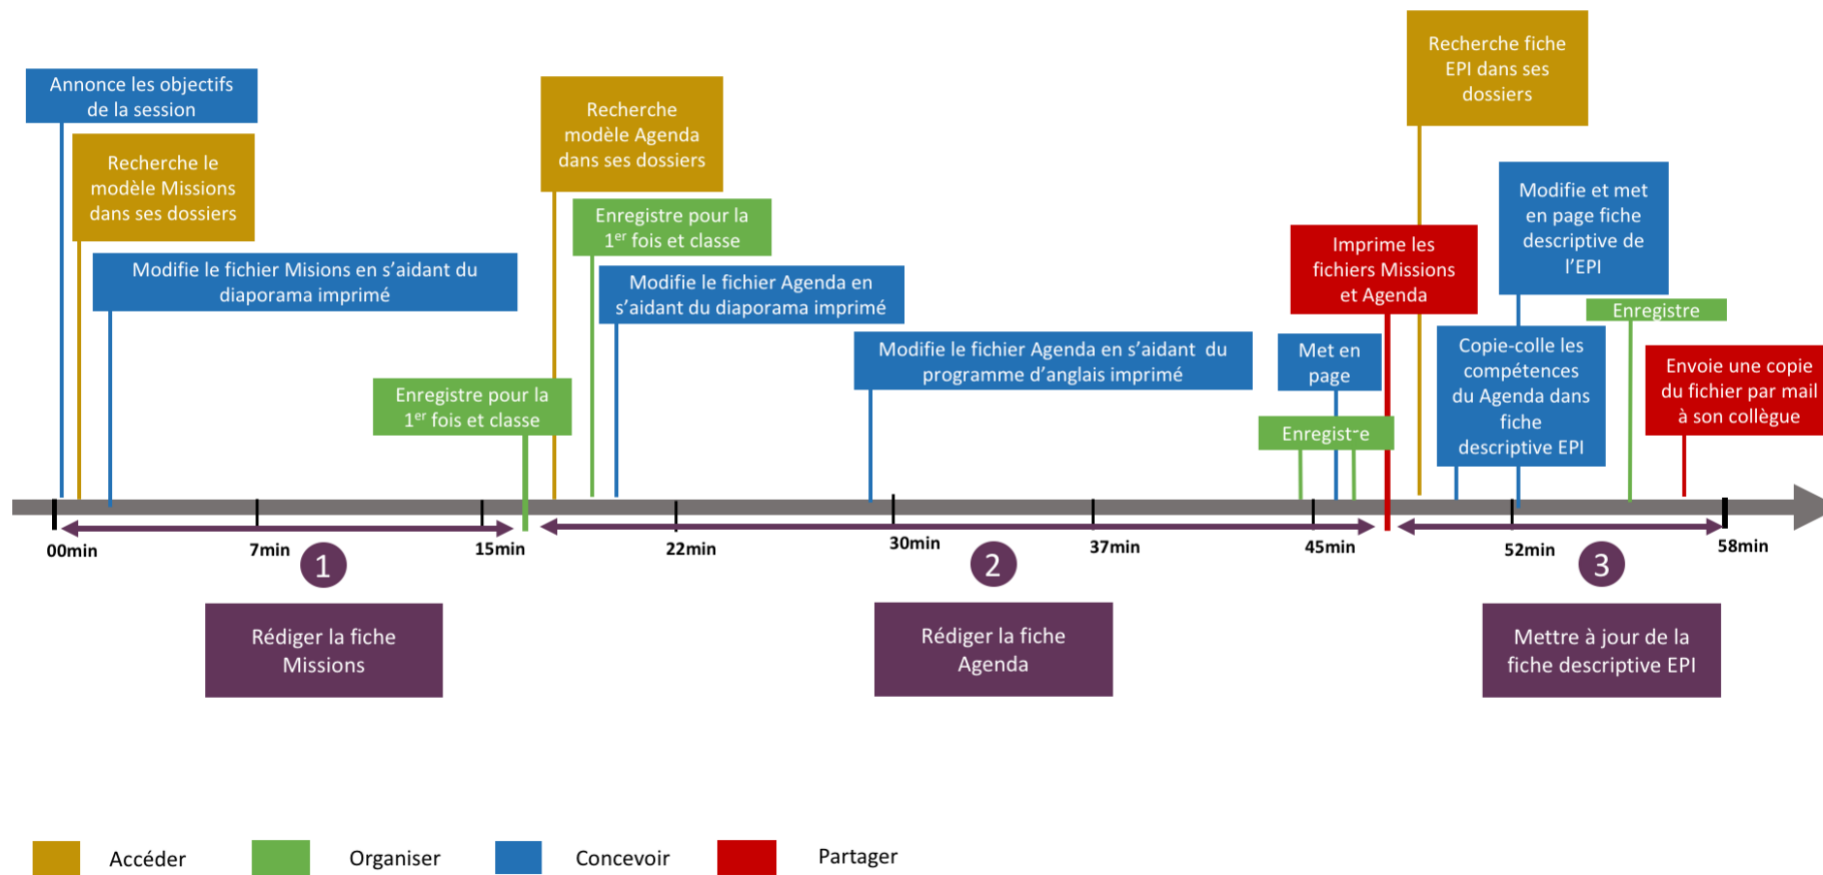 Annonce les objectifs
de la session
Recherche le
modèle Missions
dans ses dossiers
Modifie le fichier Misions en s'aidant du
diaporama imprimé
Enregistre pour la
1er fois et classe
Recherche
modèle Agenda
dans ses dossiers
Enregistre pour la
1er fois et classe
Modifie le fichier Agenda en
s'aidant du diaporama imprimé
Modifie le fichier Agenda en s'aidant du
programme d'anglais imprimé
Enregistre
Met en
page
Imprime les
fichiers Missions
et Agenda
Recherche fiche
EPI dans ses
dossiers
Copie-colle les
compétences
du Agenda dans
fiche
descriptive EPI
Modifie et met
en page fiche
descriptive de
l'EPI
Enregistre
Envoie une copie
du fichier par mail
à son collègue
00min
7min
15min
22min
30min
37min
45min
52min
58min
1
2
3
Rédiger la fiche
Missions
Rédiger la fiche
Agenda
Mettre à jour de la
fiche descriptive EPI
Accéder
Organiser
Concevoir
Partager